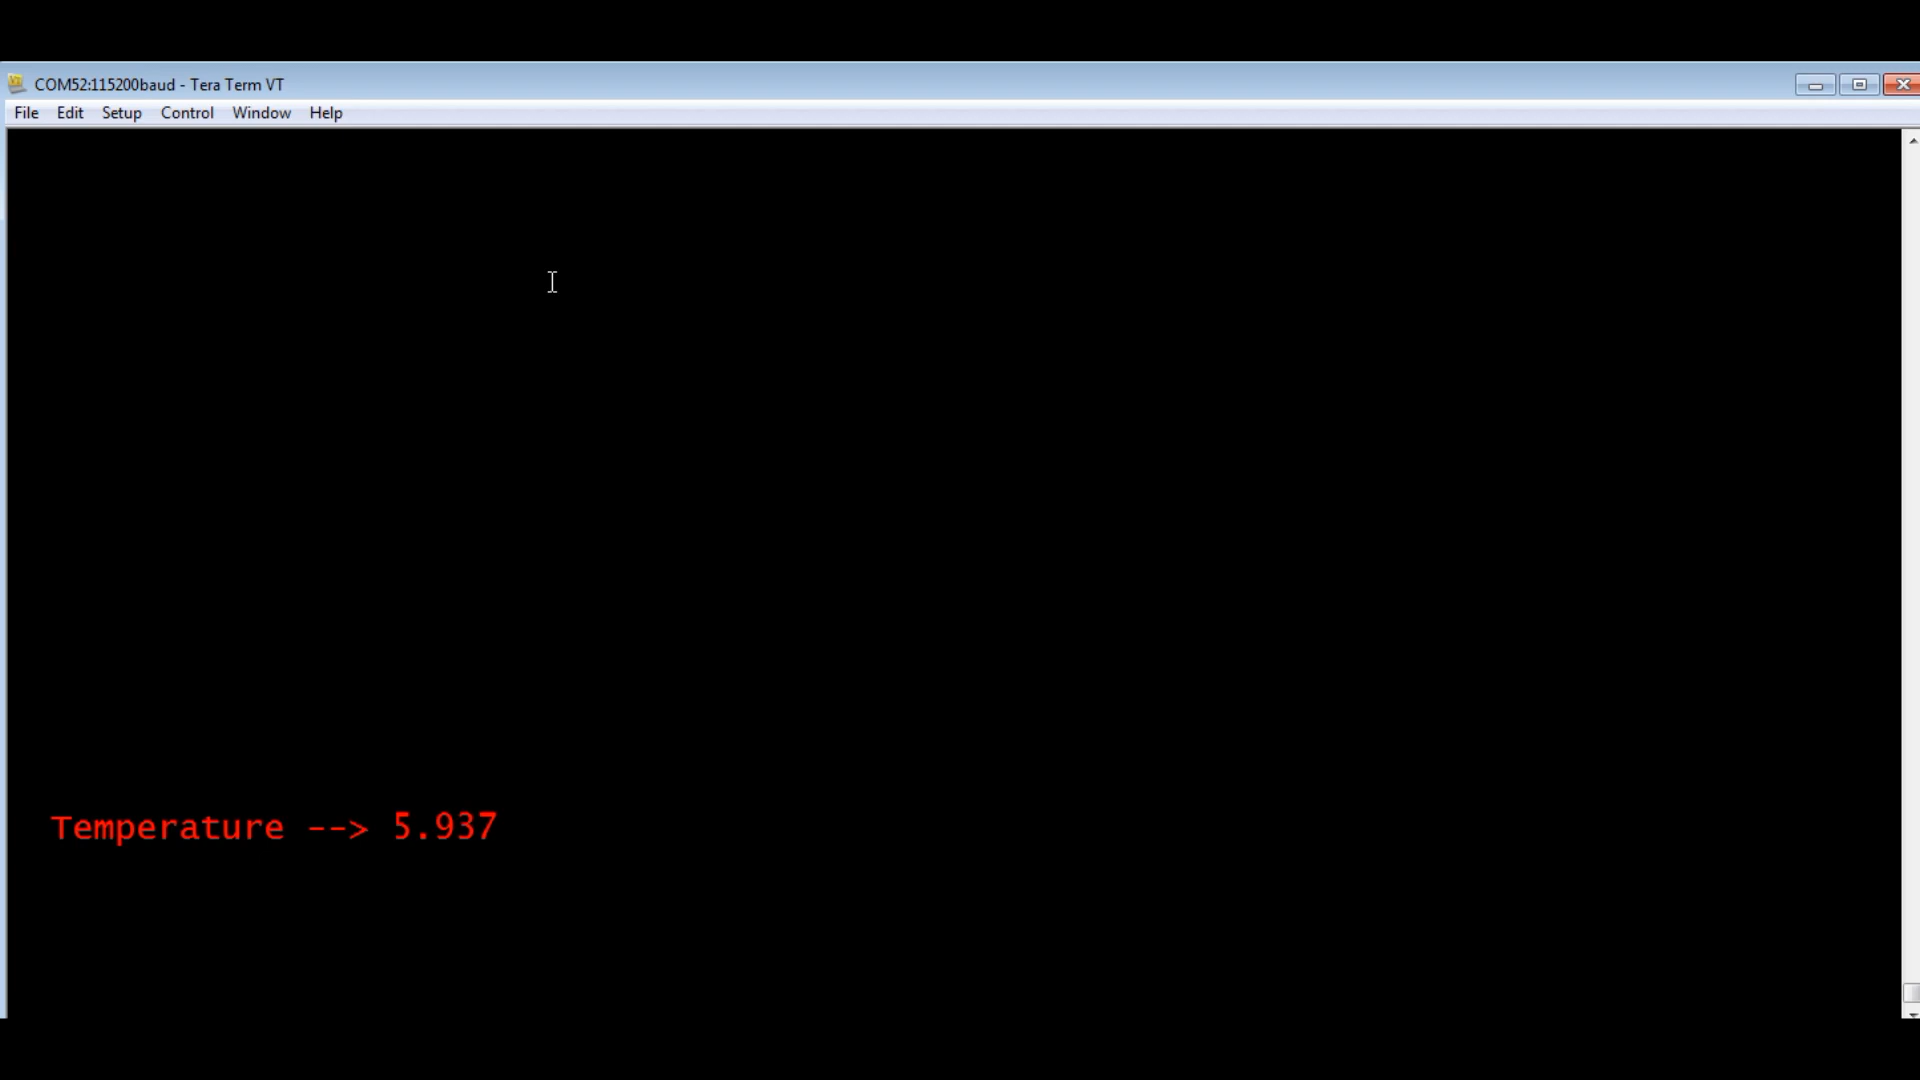 COM52:115200baud - Tera Term VT
File Edit Setup Control Window Help
Temperature --> 5.937